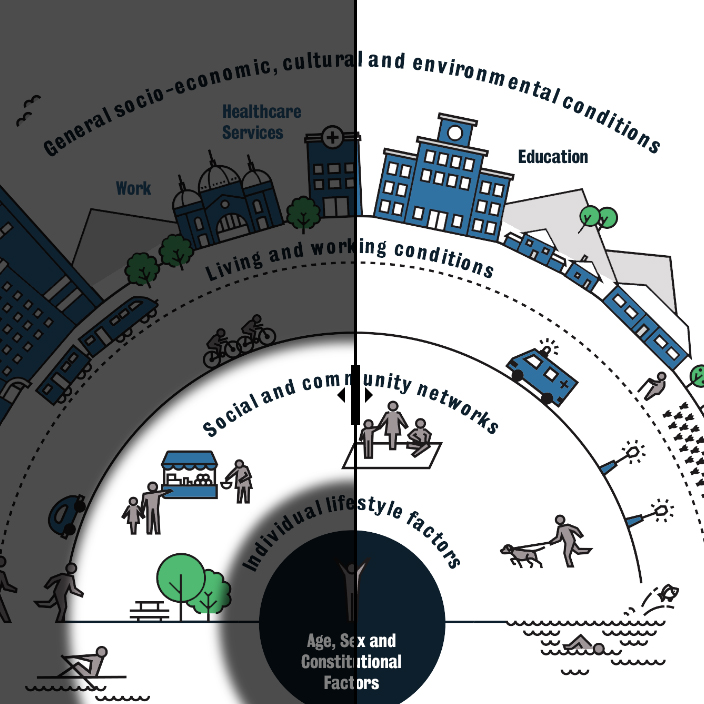 General socio-economic, cultural and environmental conditions
Healthcare
Services
Education
Work
Living and working conditions
Social and community networks
Individual lifestyle factors
Age, Sex and
Constitutional
Factors